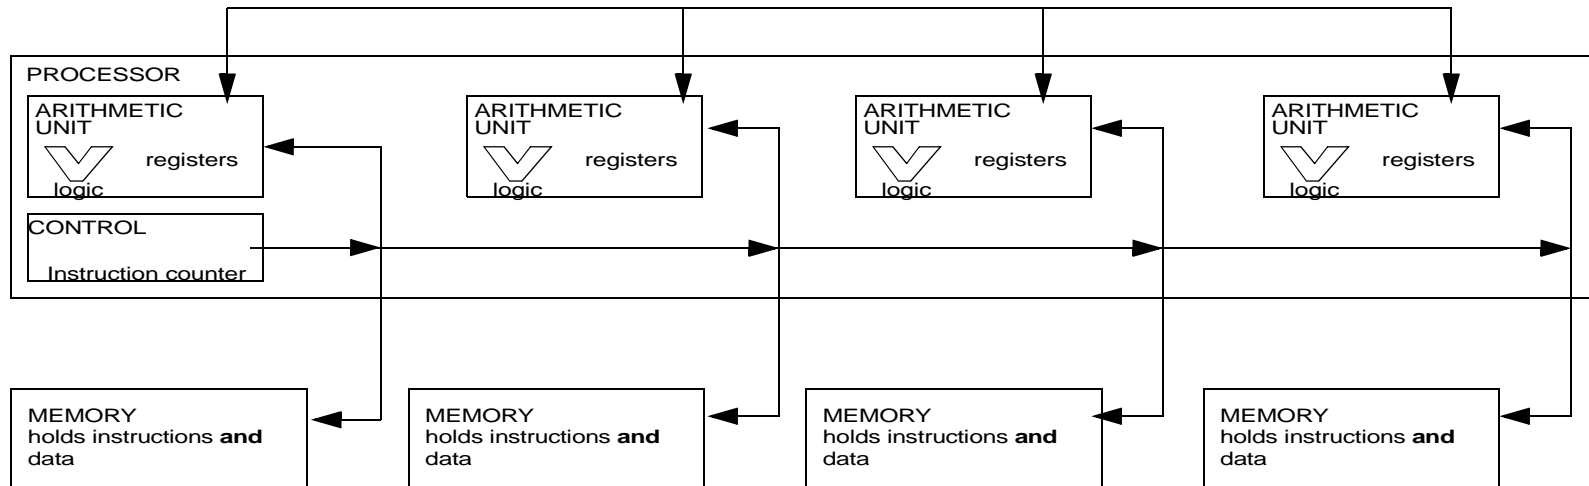 PROCESSOR
ARITHMETIC
UNIT
registers
logic
ARITHMETIC
UNIT
registers
logic
ARITHMETIC
UNIT
registers
logic
ARITHMETIC
UNIT
registers
logic
CONTROL
Instruction counter
MEMORY
holds instructions and
data
MEMORY
holds instructions and
data
MEMORY
holds instructions and
data
MEMORY
holds instructions and
data